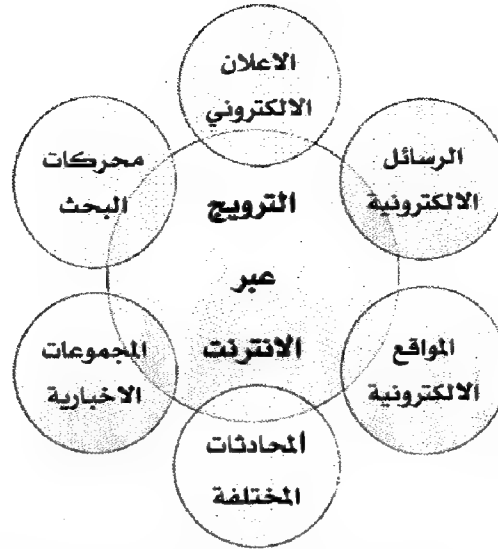 الاعلان
الالكتروني
الرسائل
الالكترونية
محركات
البحث
الترويج
عبر
الانترنت
المواقع
الالكترونية
المجموعات
الاخبارية
المحادثات
المختلفة